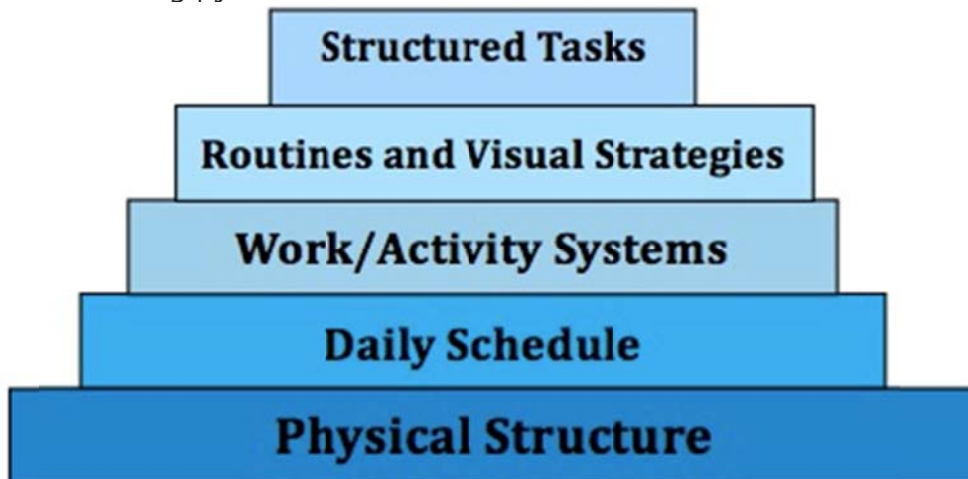 Structured Tasks
Routines and Visual Strategies
Work/Activity Systems
Daily Schedule
Physical Structure